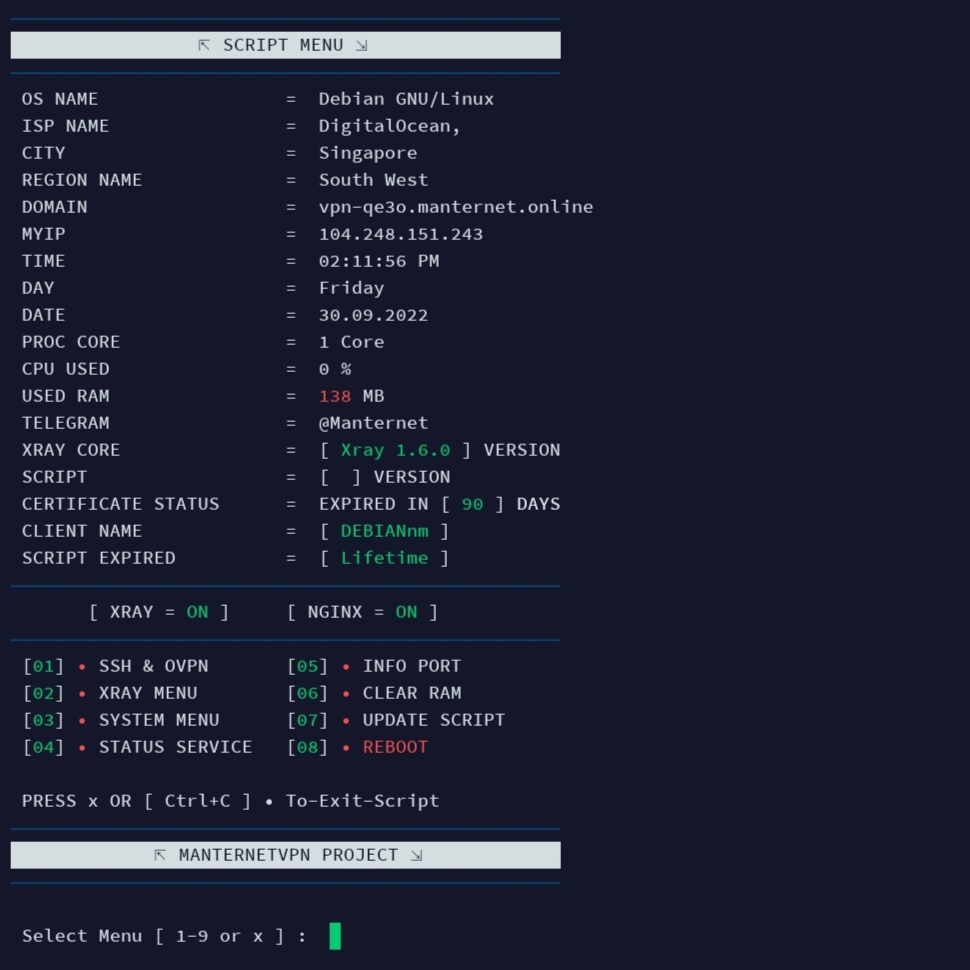 ⇱ SCRIPT MENU ⇲
OS NAME = Debian GNU/Linux
ISP NAME = DigitalOcean,
CITY = Singapore
REGION NAME = South West
DOMAIN = vpn-qe3o.manternet.online
MYIP = 104.248.151.243
TIME = 02:11:56 PM
DAY = Friday
DATE = 30.09.2022
PROC CORE = 1 Core
CPU USED = 0 %
USED RAM = 138 MB
TELEGRAM = @Manternet
XRAY CORE = [ Xray 1.6.0 ] VERSION
SCRIPT = [  ] VERSION
CERTIFICATE STATUS = EXPIRED IN [ 90 ] DAYS
CLIENT NAME = [ DEBIANnm ]
SCRIPT EXPIRED = [ Lifetime ]
[ XRAY = ON ] [ NGINX = ON ]
[01] • SSH & OVPN [05] • INFO PORT
[02] • XRAY MENU [06] • CLEAR RAM
[03] • SYSTEM MENU [07] • UPDATE SCRIPT
[04] • STATUS SERVICE [08] • REBOOT
PRESS x OR [ Ctrl+C ] • To-Exit-Script
⇱ MANTERNETVPN PROJECT ⇲
Select Menu [ 1-9 or x ] :